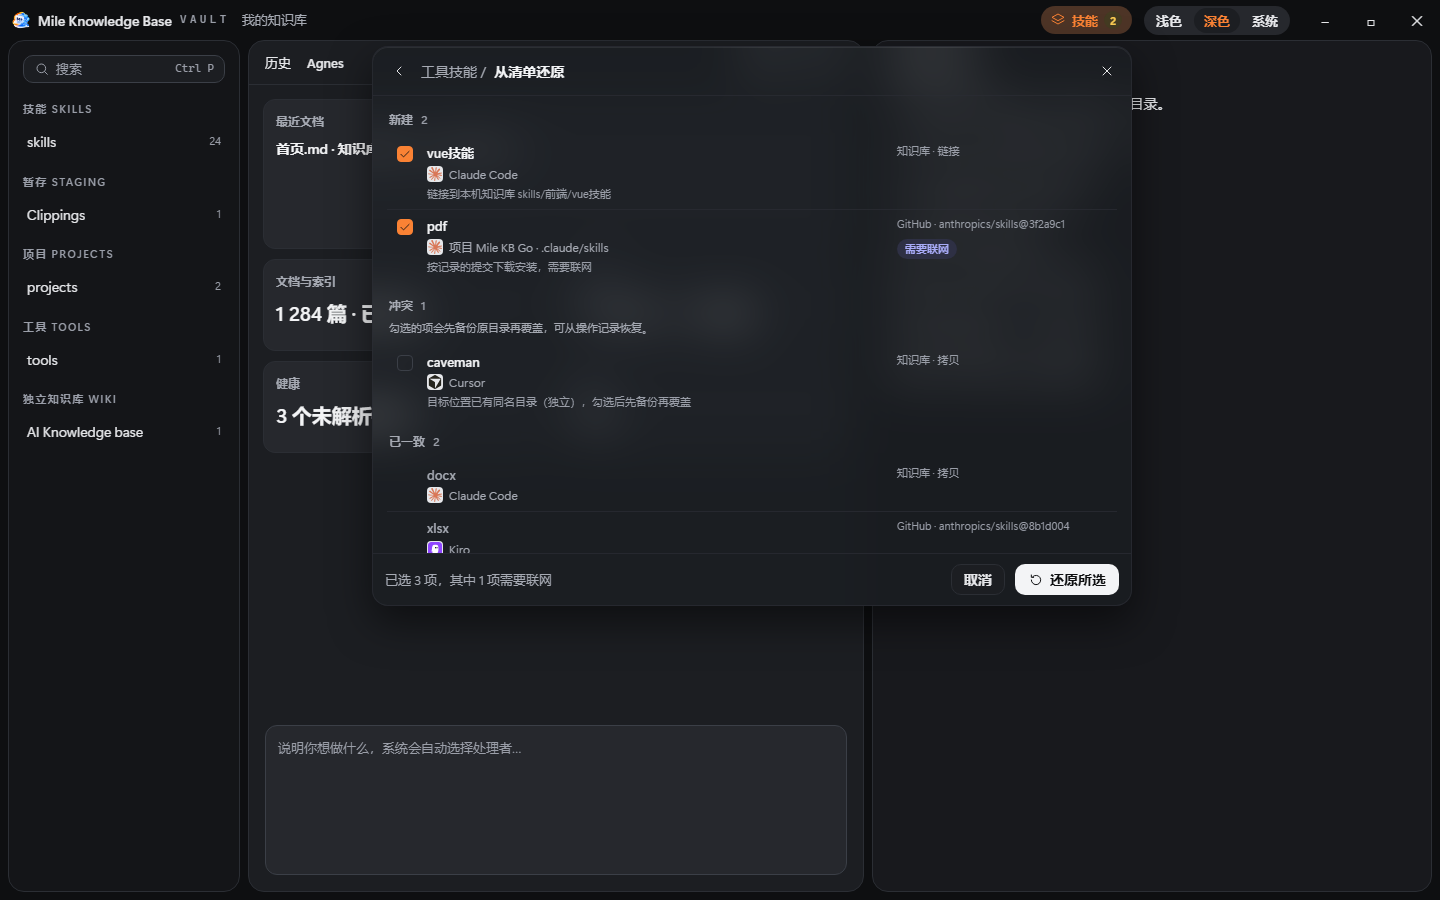 Mile Knowledge Base VAULT 我的知识库
技能 2
浅色 深色 系统
搜索 Ctrl P
技能 SKILLS
skills 24
暂存 STAGING
Clippings 1
项目 PROJECTS
projects 2
工具 TOOLS
tools 1
独立知识库 WIKI
AI Knowledge base 1
历史 Agnes
最近文档
首页.md · 知识
文档与索引
1 284 篇 ·
健康
3 个未解析
说明你想做什么，系统会自动选择处理者...
目录。
工具技能 / 从清单还原
新建 2
vue技能
知识库 · 链接
Claude Code
链接到本机知识库 skills/前端/vue技能
pdf
GitHub · anthropics/skills@3f2a9c1
项目 Mile KB Go · .claude/skills
需要联网
按记录的提交下载安装，需要联网
冲突 1
勾选的项会先备份原目录再覆盖，可从操作记录恢复。
caveman
知识库 · 拷贝
Cursor
目标位置已有同名目录（独立），勾选后先备份再覆盖
已一致 2
docx
知识库 · 拷贝
Claude Code
xlsx
GitHub · anthropics/skills@8b1d004
Kiro
已选 3 项，其中 1 项需要联网
取消 还原所选